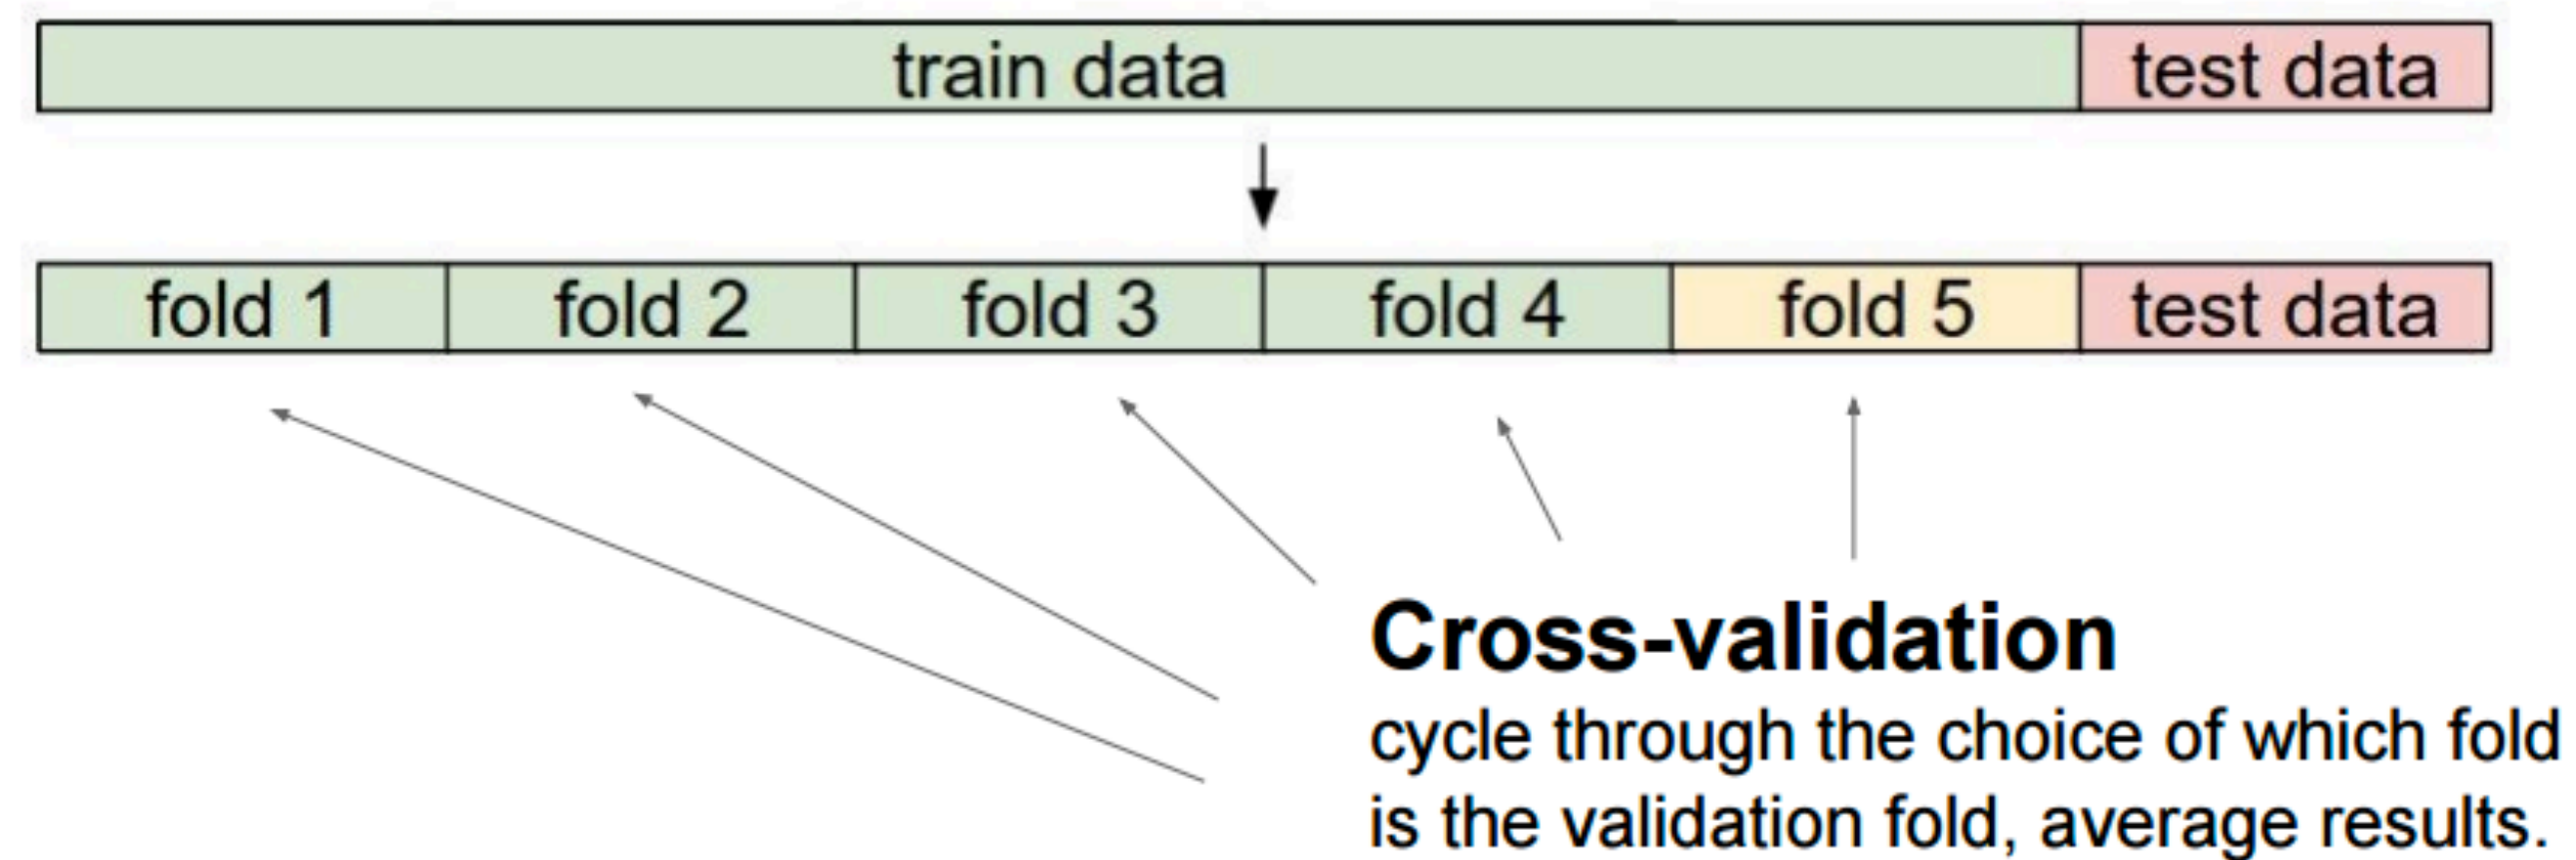 train data test data
fold 1 fold 2 fold 3 fold 4 fold 5 test data
Cross-validation
cycle through the choice of which fold
is the validation fold, average results.